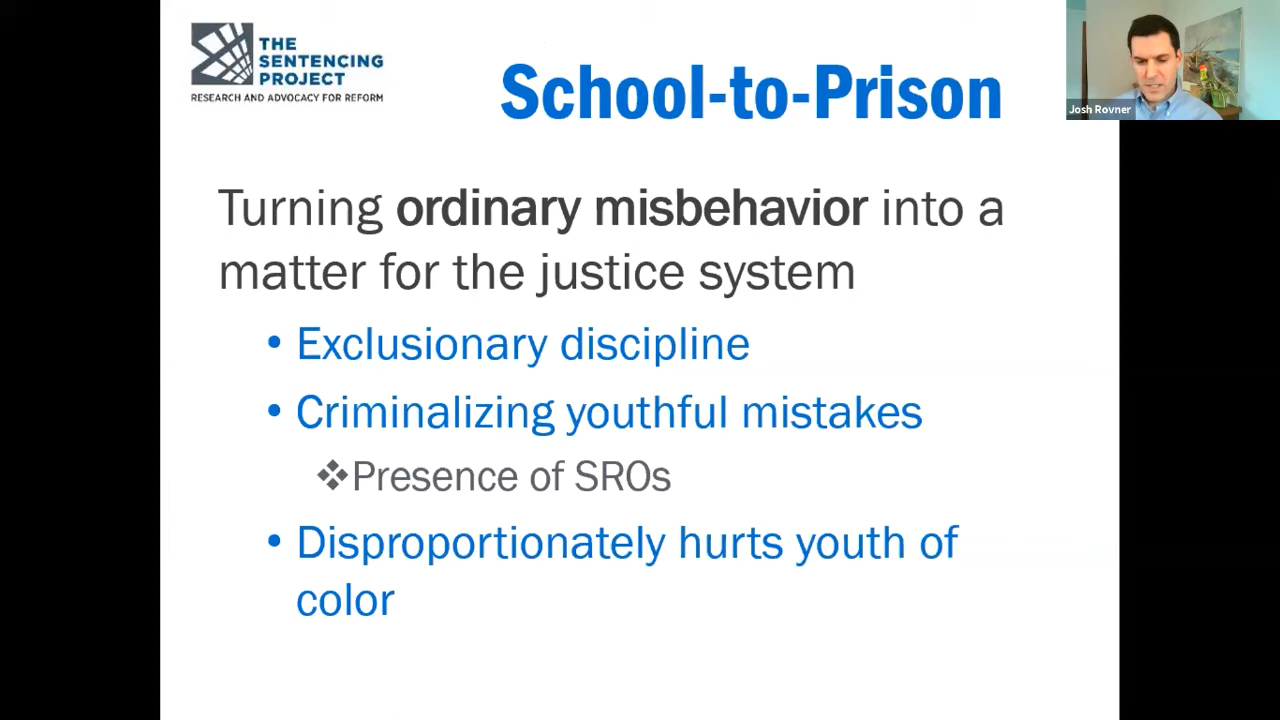 THE
SENTENCING
PROJECT
RESEARCH AND ADVOCACY FOR REFORM
School-to-Prison
Josh Rovner
Turning ordinary misbehavior into a
matter for the justice system
• Exclusionary discipline
• Criminalizing youthful mistakes
❖Presence of SROs
• Disproportionately hurts youth of
color